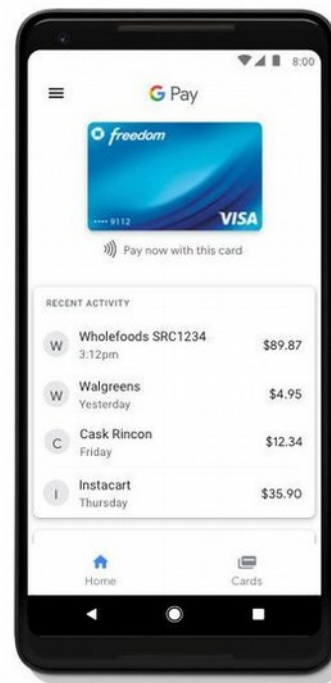 8:00
G Pay
freedom
.... 9112
VISA
Pay now with this card
RECENT ACTIVITY
W
Wholefoods SRC1234
$89.87
3:12pm
W
Walgreens
$4.95
Yesterday
C
Cask Rincon
$12.34
Friday
I
Instacart
$35.90
Thursday
Home
Cards